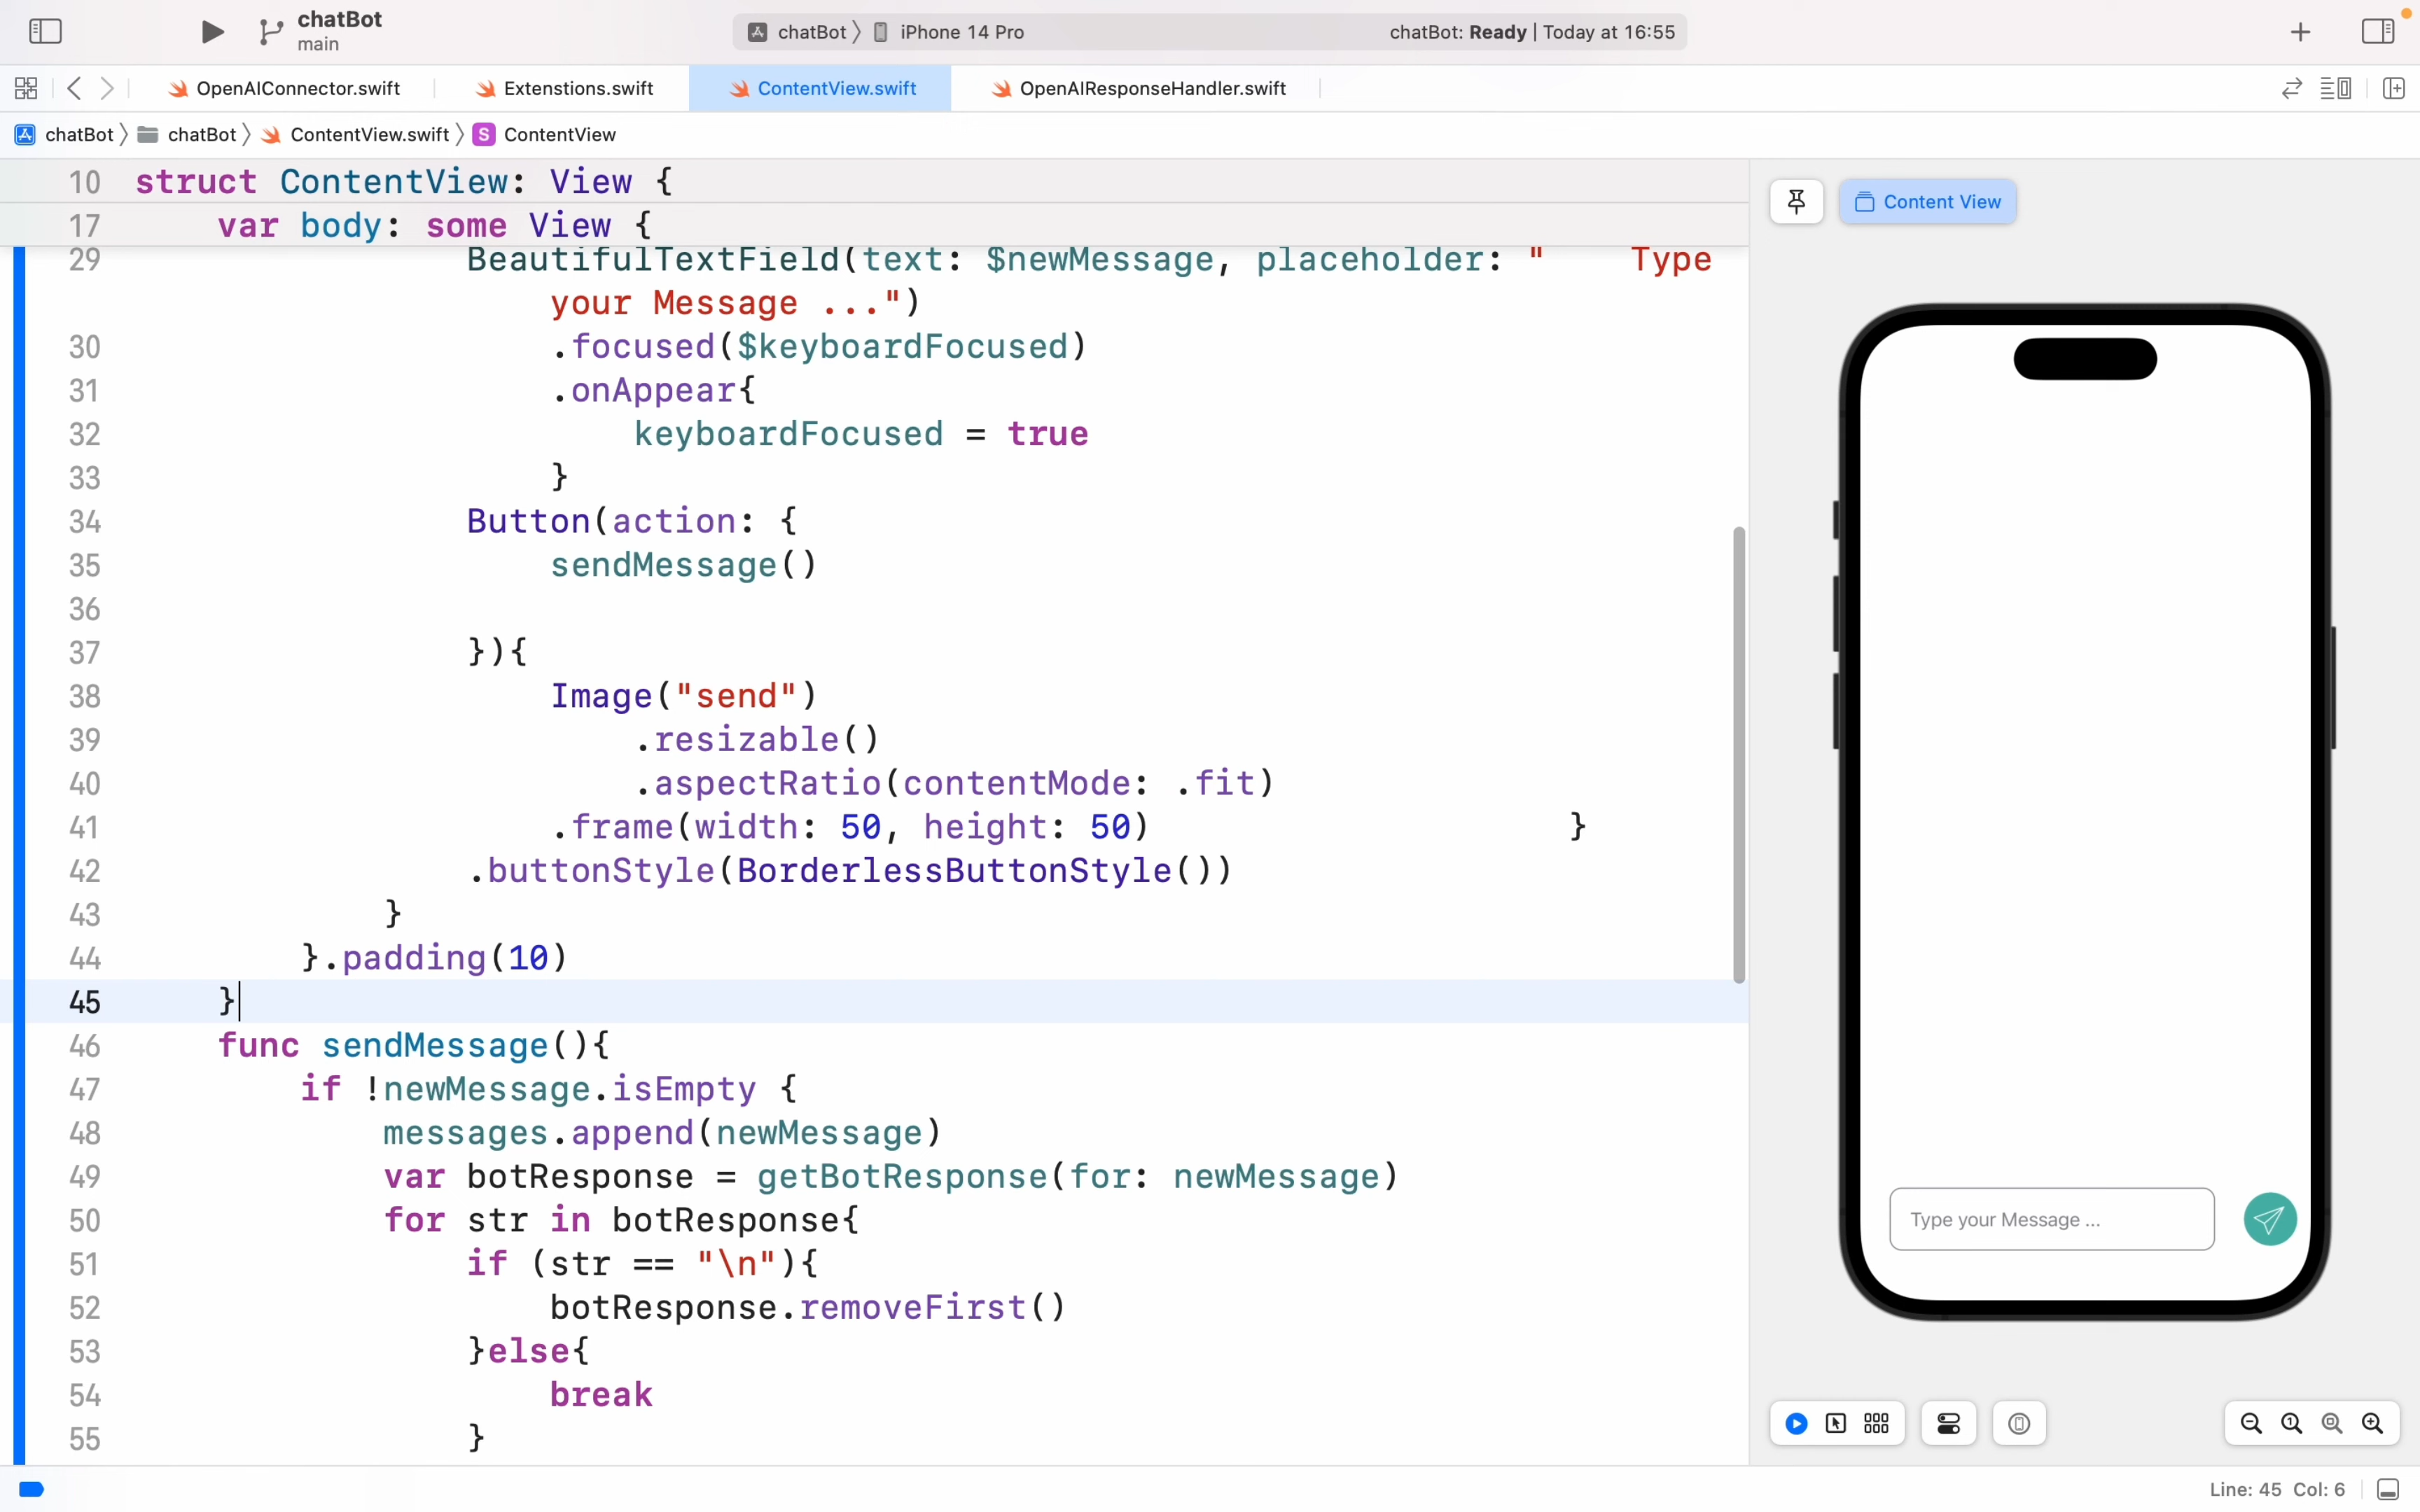 chatBot
main
chatBot 〉 iPhone 14 Pro
chatBot: Ready | Today at 16:55
OpenAIConnector.swift
Extenstions.swift
ContentView.swift
OpenAIResponseHandler.swift
chatBot 〉 chatBot 〉 ContentView.swift 〉 S ContentView
10 struct ContentView: View {
17 var body: some View {
29 BeautifulTextField(text: $newMessage, placeholder: "    Type
your Message ...")
30 .focused($keyboardFocused)
31 .onAppear{
32 keyboardFocused = true
33 }
34 Button(action: {
35 sendMessage()
36
37 }){
38 Image("send")
39 .resizable()
40 .aspectRatio(contentMode: .fit)
41 .frame(width: 50, height: 50) }
42 .buttonStyle(BorderlessButtonStyle())
43 }
44 }.padding(10)
45 }
46 func sendMessage(){
47 if !newMessage.isEmpty {
48 messages.append(newMessage)
49 var botResponse = getBotResponse(for: newMessage)
50 for str in botResponse{
51 if (str == "\n"){
52 botResponse.removeFirst()
53 }else{
54 break
55 }
Content View
Type your Message ...
Line: 45 Col: 6